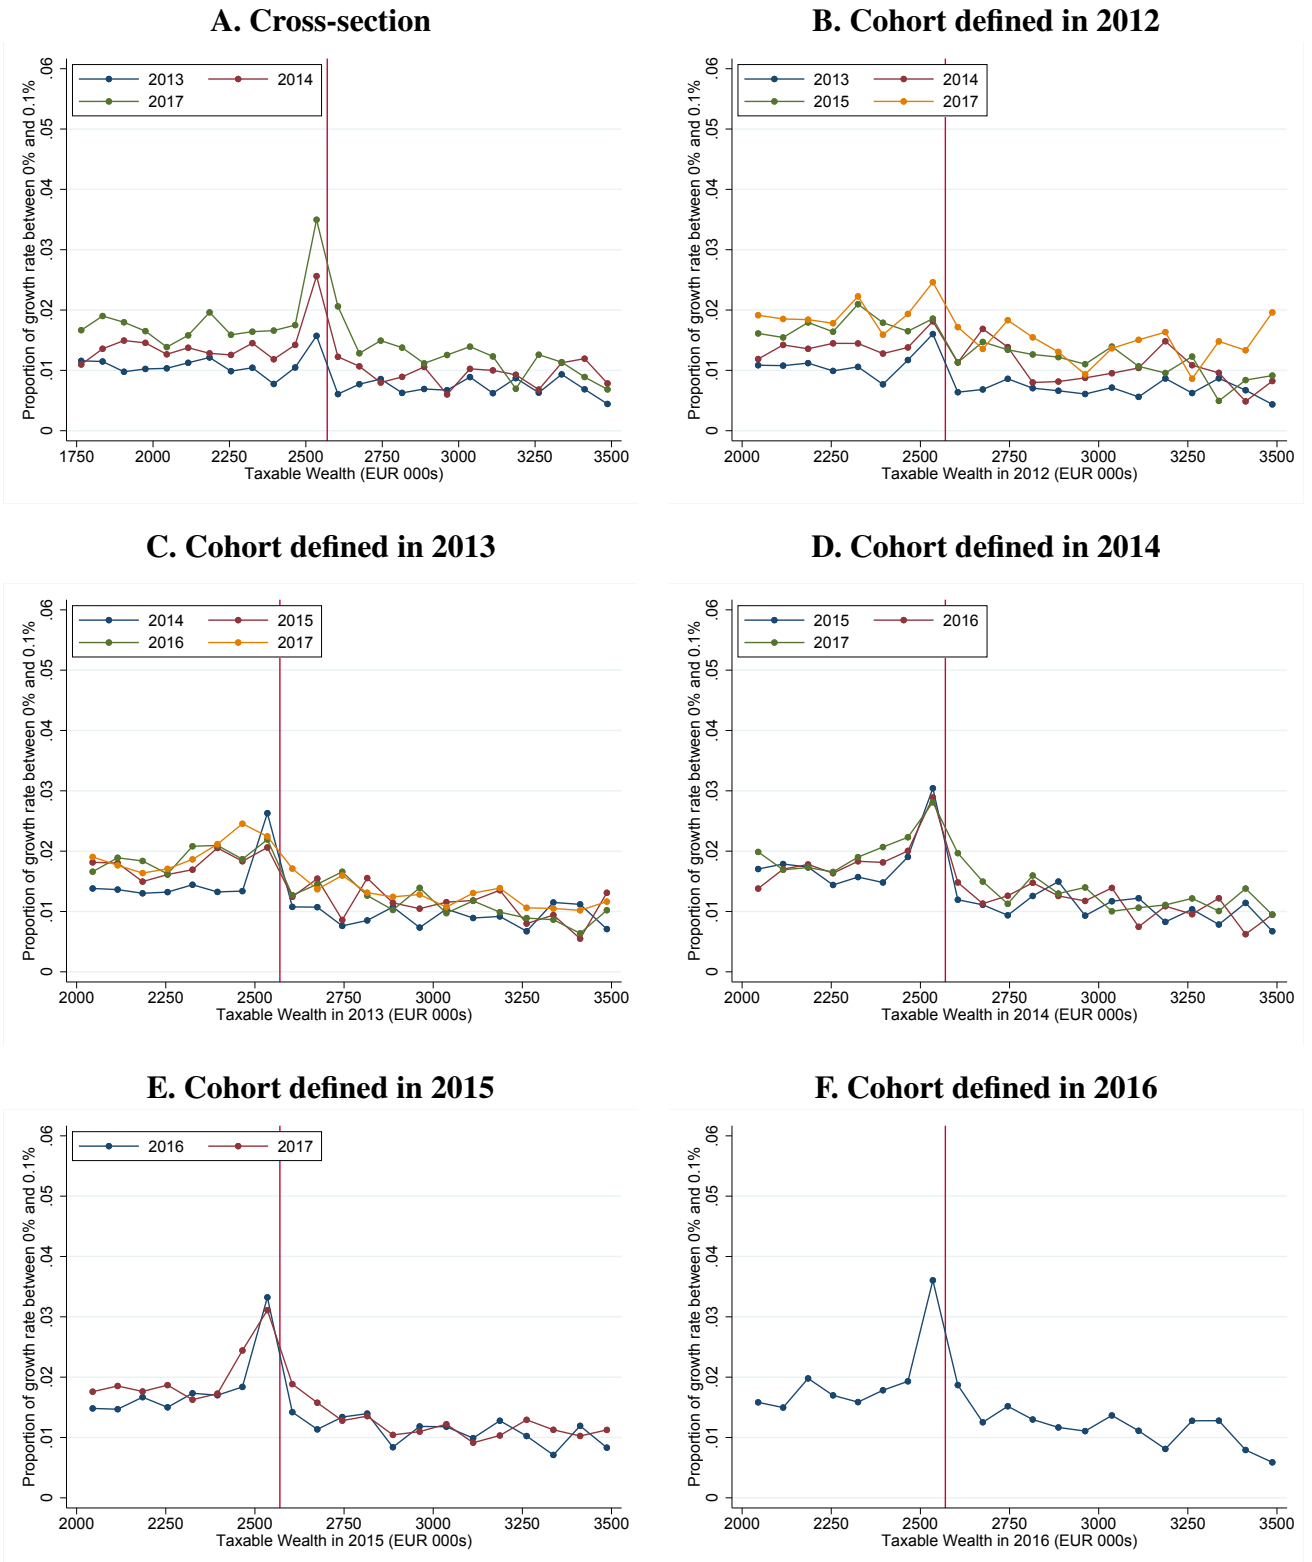 A. Cross-section
2013 2014
2017
Proportion of growth rate between 0% and 0.1%
0 .01 .02 .03 .04 .05 .06
1750 2000 2250 2500 2750 3000 3250 3500
Taxable Wealth (EUR 000s)
B. Cohort defined in 2012
2013 2014
2015 2017
Proportion of growth rate between 0% and 0.1%
0 .01 .02 .03 .04 .05 .06
2000 2250 2500 2750 3000 3250 3500
Taxable Wealth in 2012 (EUR 000s)
C. Cohort defined in 2013
2014 2015
2016 2017
Proportion of growth rate between 0% and 0.1%
0 .01 .02 .03 .04 .05 .06
2000 2250 2500 2750 3000 3250 3500
Taxable Wealth in 2013 (EUR 000s)
D. Cohort defined in 2014
2015 2016
2017
Proportion of growth rate between 0% and 0.1%
0 .01 .02 .03 .04 .05 .06
2000 2250 2500 2750 3000 3250 3500
Taxable Wealth in 2014 (EUR 000s)
E. Cohort defined in 2015
2016 2017
Proportion of growth rate between 0% and 0.1%
0 .01 .02 .03 .04 .05 .06
2000 2250 2500 2750 3000 3250 3500
Taxable Wealth in 2015 (EUR 000s)
F. Cohort defined in 2016
Proportion of growth rate between 0% and 0.1%
0 .01 .02 .03 .04 .05 .06
2000 2250 2500 2750 3000 3250 3500
Taxable Wealth in 2016 (EUR 000s)